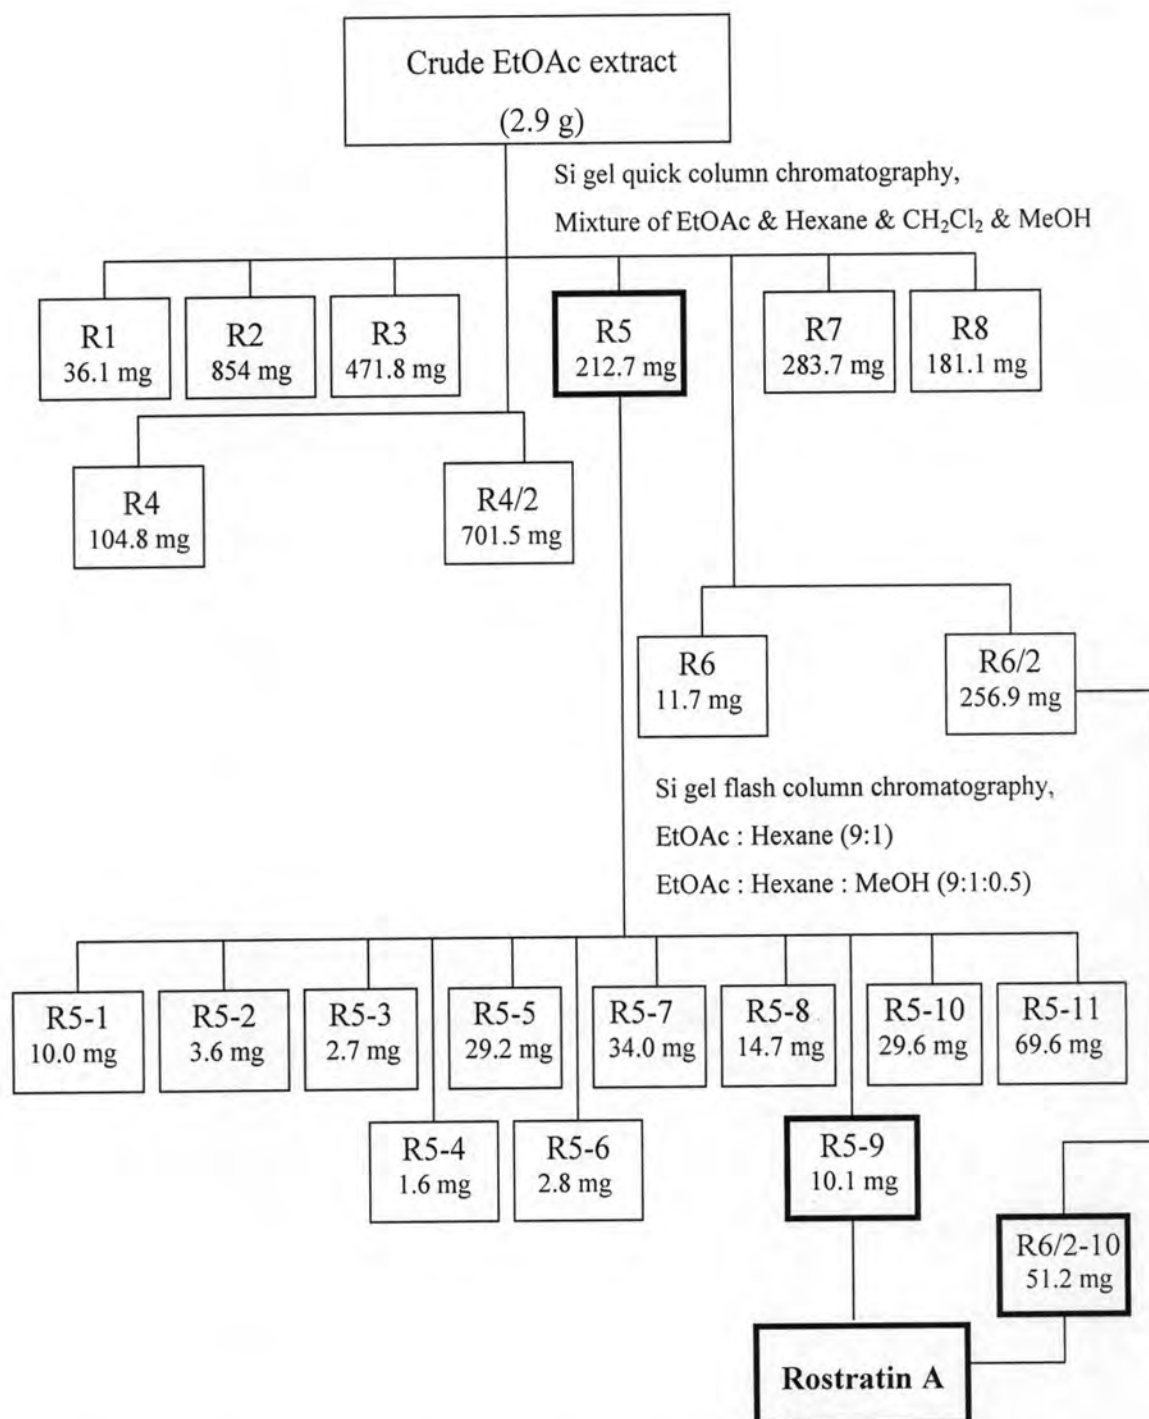 Crude EtOAc extract
(2.9 g)
Si gel quick column chromatography,
Mixture of EtOAc & Hexane & CH₂Cl₂ & MeOH
R1
36.1 mg
R2
854 mg
R3
471.8 mg
R5
212.7 mg
R7
283.7 mg
R8
181.1 mg
R4
104.8 mg
R4/2
701.5 mg
R6
11.7 mg
R6/2
256.9 mg
Si gel flash column chromatography,
EtOAc : Hexane (9:1)
EtOAc : Hexane : MeOH (9:1:0.5)
R5-1
10.0 mg
R5-2
3.6 mg
R5-3
2.7 mg
R5-5
29.2 mg
R5-7
34.0 mg
R5-8
14.7 mg
R5-10
29.6 mg
R5-11
69.6 mg
R5-4
1.6 mg
R5-6
2.8 mg
R5-9
10.1 mg
R6/2-10
51.2 mg
Rostratin A